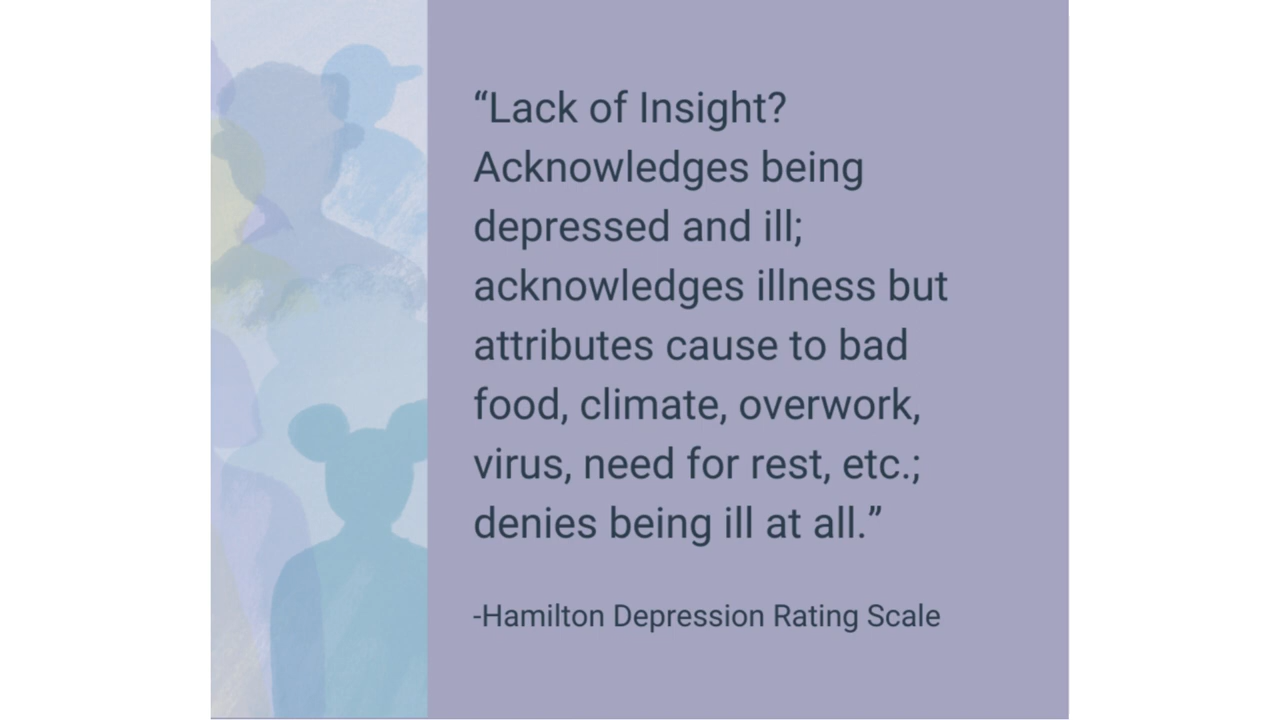 “Lack of Insight?
Acknowledges being
depressed and ill;
acknowledges illness but
attributes cause to bad
food, climate, overwork,
virus, need for rest, etc.;
denies being ill at all.”
-Hamilton Depression Rating Scale